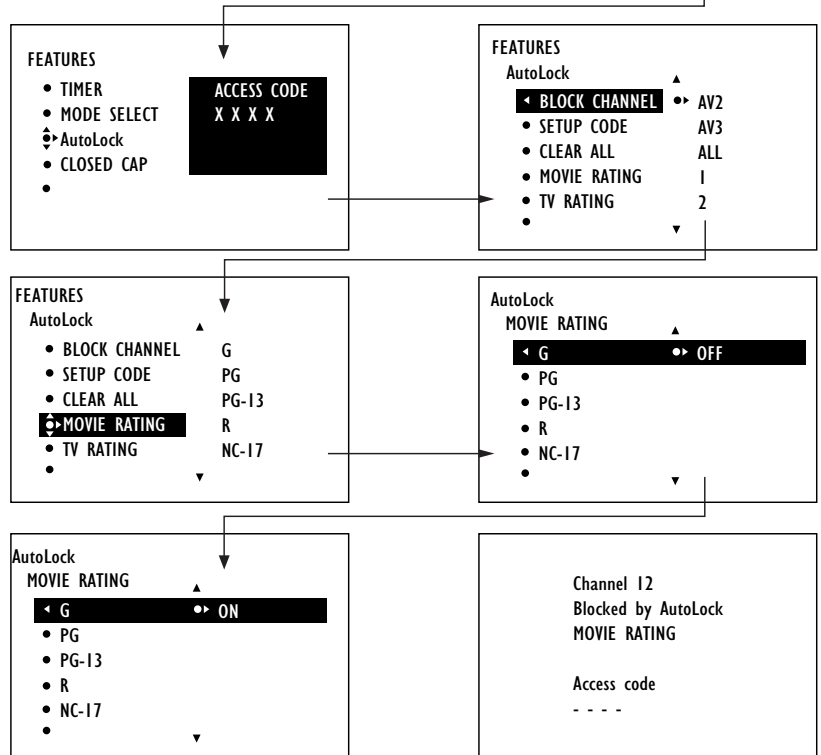 FEATURES
TIMER
MODE SELECT
AutoLock
CLOSED CAP
ACCESS CODE
X X X X
FEATURES
AutoLock
BLOCK CHANNEL AV2
SETUP CODE AV3
CLEAR ALL ALL
MOVIE RATING 1
TV RATING 2
FEATURES
AutoLock
BLOCK CHANNEL G
SETUP CODE PG
CLEAR ALL PG-13
MOVIE RATING R
TV RATING NC-17
AutoLock
MOVIE RATING
G OFF
PG
PG-13
R
NC-17
AutoLock
MOVIE RATING
G ON
PG
PG-13
R
NC-17
Channel 12
Blocked by AutoLock
MOVIE RATING
Access code
- - - -